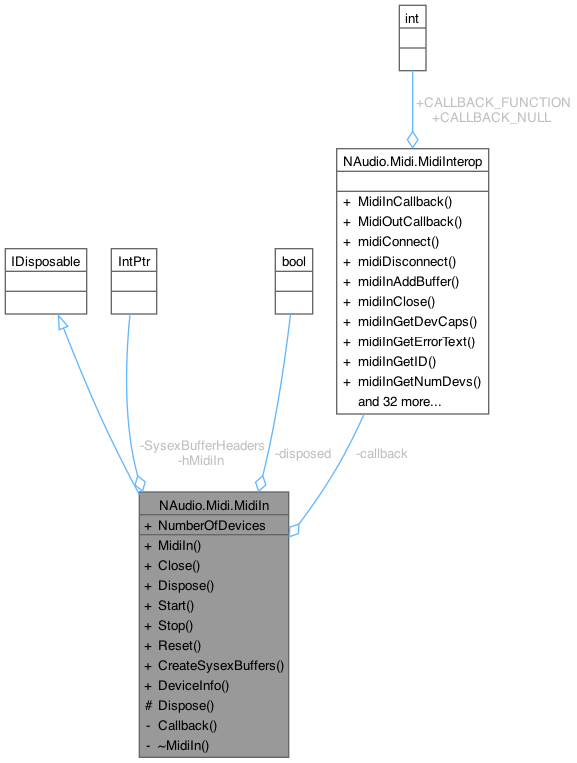 int
+CALLBACK_FUNCTION
+CALLBACK_NULL
NAudio.Midi.MidiInterop
+ MidiInCallback()
+ MidiOutCallback()
+ midiConnect()
+ midiDisconnect()
+ midiInAddBuffer()
+ midiInClose()
+ midiInGetDevCaps()
+ midiInGetErrorText()
+ midiInGetID()
+ midiInGetNumDevs()
and 32 more...
IDisposable
IntPtr
bool
-SysexBufferHeaders
-hMidiIn
-disposed
-callback
NAudio.Midi.MidiIn
+ NumberOfDevices
+ MidiIn()
+ Close()
+ Dispose()
+ Start()
+ Stop()
+ Reset()
+ CreateSysexBuffers()
+ DeviceInfo()
# Dispose()
- Callback()
- ~MidiIn()